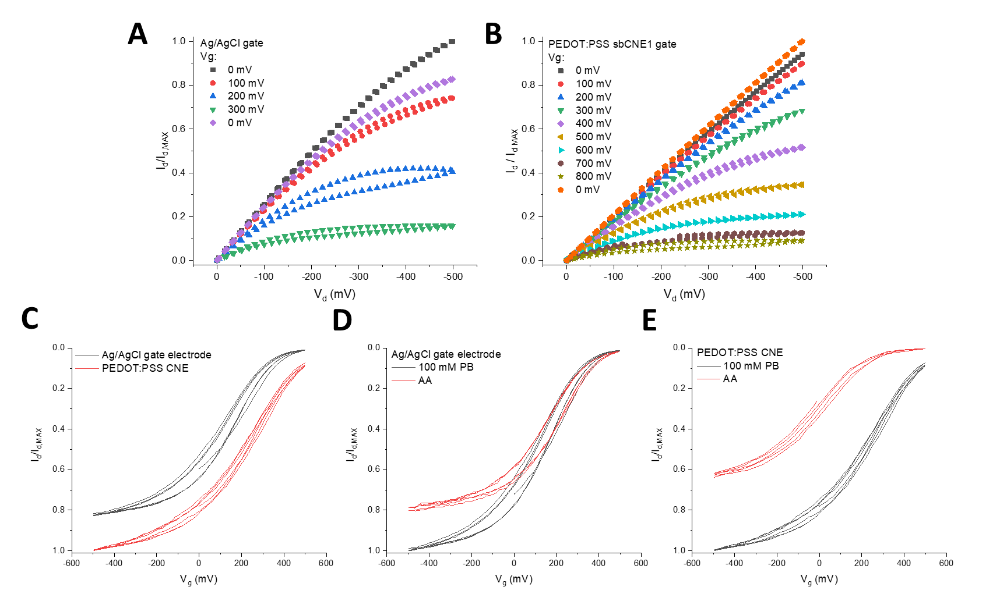 A
Ag/AgCl gate
Vg:
0 mV
100 mV
200 mV
300 mV
0 mV
1.0
0.8
0.6
0.4
0.2
0.0
Id/Id,MAX
0
-100
-200
-300
-400
-500
Vd (mV)
B
PEDOT:PSS sbCNE1 gate
Vg:
0 mV
100 mV
200 mV
300 mV
400 mV
500 mV
600 mV
700 mV
800 mV
0 mV
1.0
0.8
0.6
0.4
0.2
0.0
Id / Id MAX
0
-100
-200
-300
-400
-500
Vd (mV)
C
Ag/AgCl gate electrode
PEDOT:PSS CNE
0.0
0.2
0.4
0.6
0.8
1.0
Id/Id,MAX
-600
-400
-200
0
200
400
600
Vg (mV)
D
Ag/AgCl gate electrode
100 mM PB
AA
0.0
0.2
0.4
0.6
0.8
1.0
Id/Id,MAX
-600
-400
-200
0
200
400
600
Vg (mV)
E
PEDOT:PSS CNE
100 mM PB
AA
0.0
0.2
0.4
0.6
0.8
1.0
Id/Id,MAX
-600
-400
-200
0
200
400
600
Vg (mV)